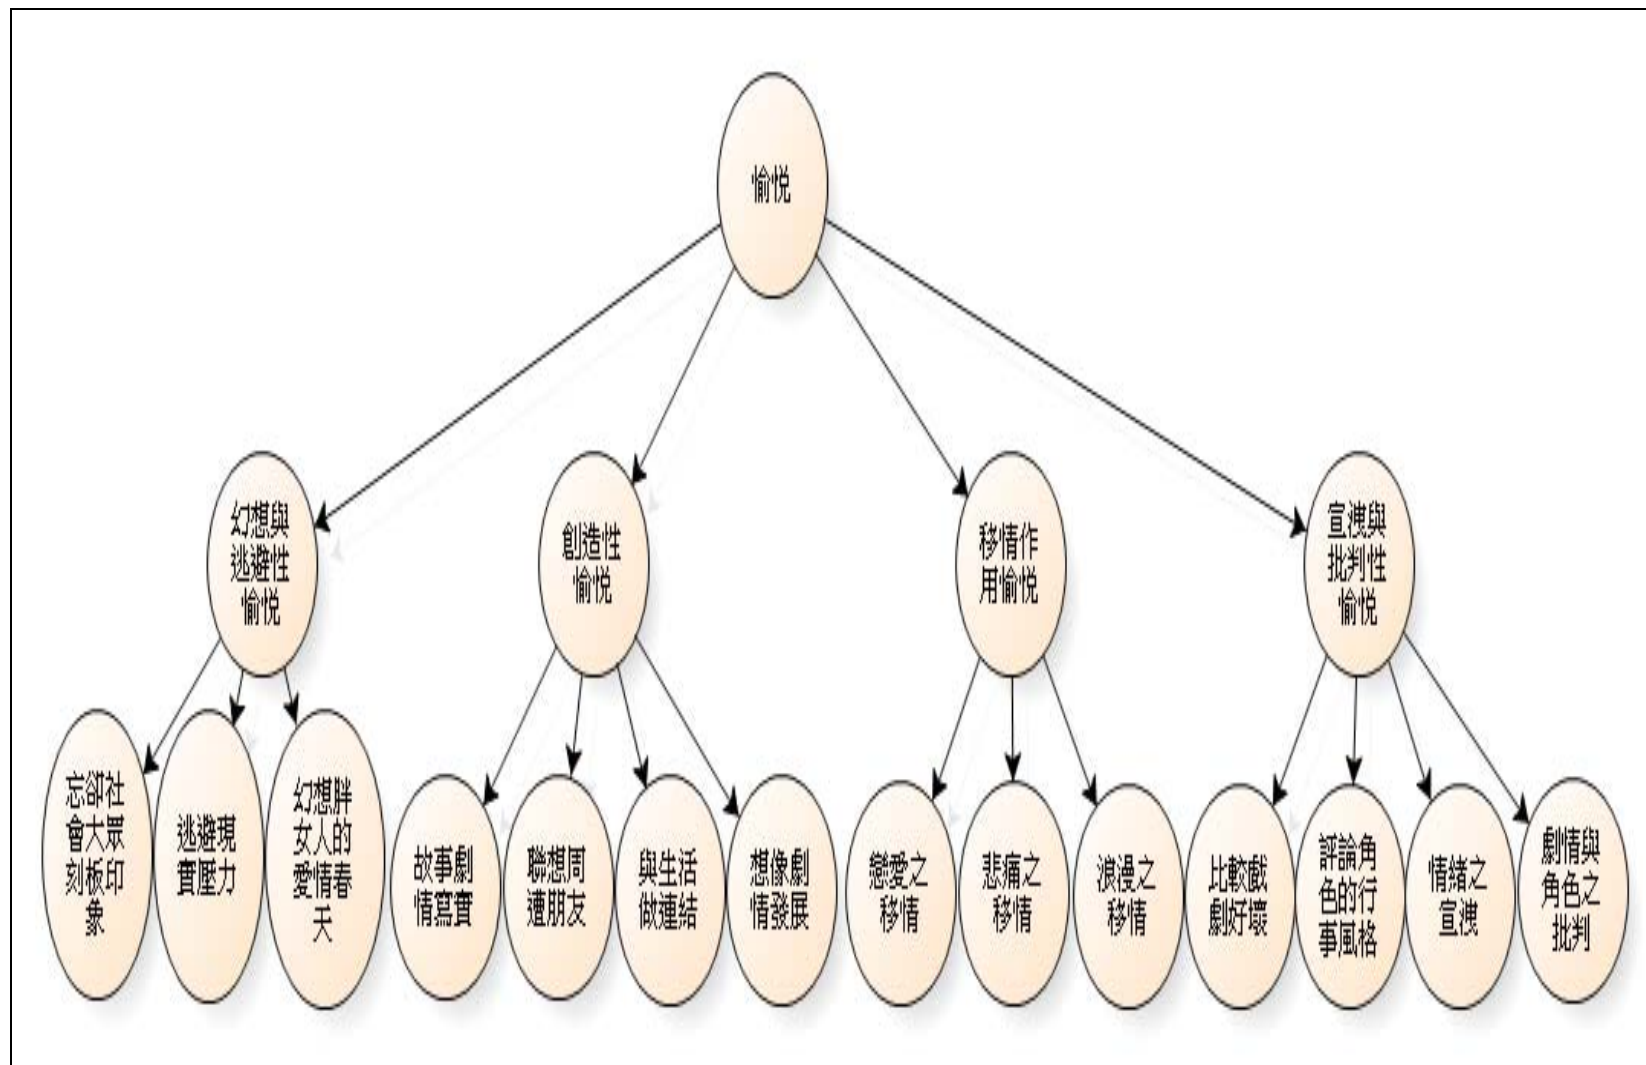 愉悅
幻想與
逃避性
愉悅
創造性
愉悅
移情作
用愉悅
宣洩與
批判性
愉悅
忘卻社
會大眾
刻板印
象
逃避現
實壓力
幻想胖
女人的
愛情春
天
故事劇
情寫實
聯想周
遭朋友
與生活
做連結
想像劇
情發展
戀愛之
移情
悲痛之
移情
浪漫之
移情
比較戲
劇好壞
評論角
色的行
事風格
情緒之
宣洩
劇情與
角色之
批判